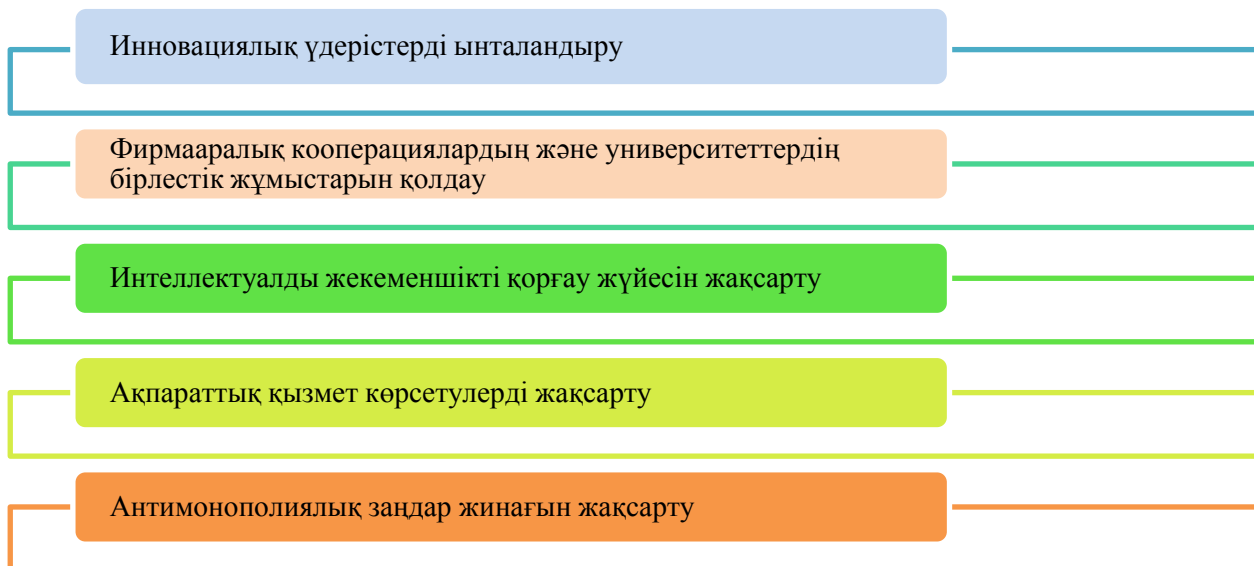 Инновациялық үдерістерді ынталандыру
Фирмааралық кооперациялардың және университеттердің
бірлестік жұмыстарын қолдау
Интеллектуалды жекеменшікті қорғау жүйесін жақсарту
Ақпараттық қызмет көрсетулерді жақсарту
Антимонополиялық заңдар жинағын жақсарту